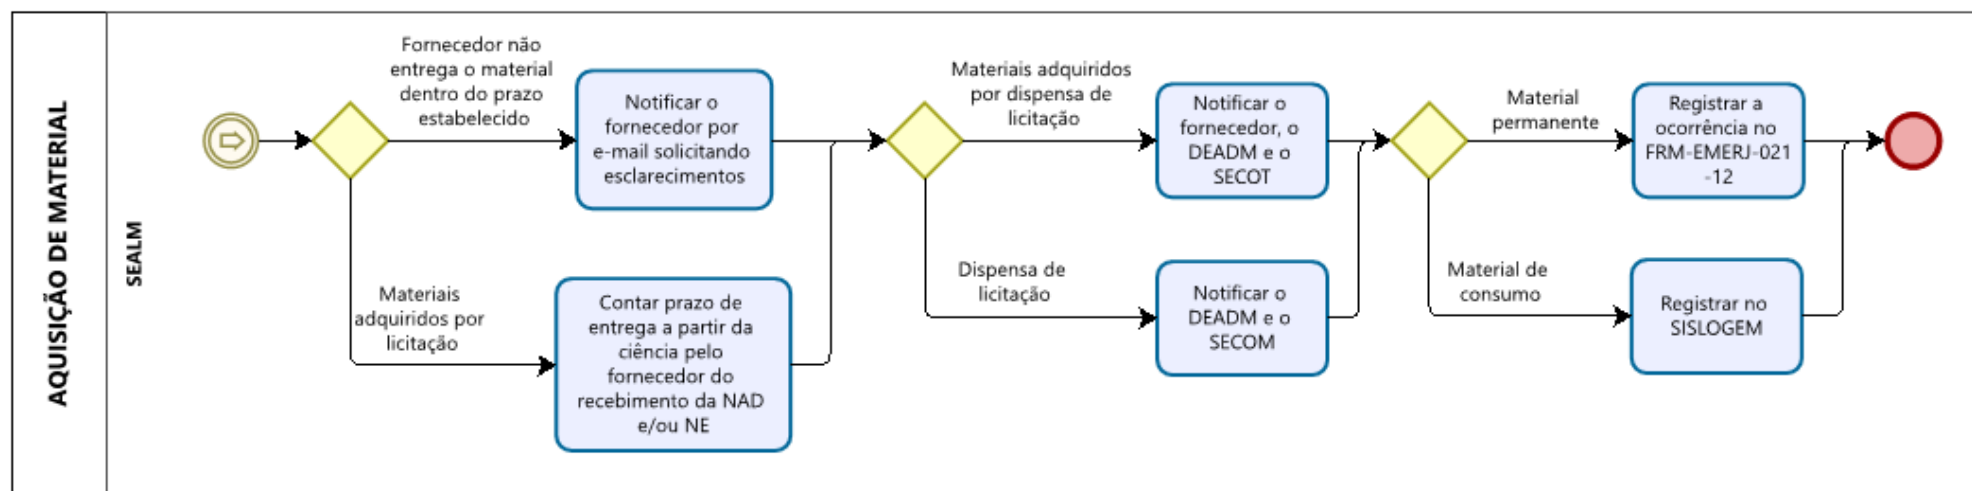 AQUISIÇÃO DE MATERIAL
SEALM
Fornecedor não
entrega o material
dentro do prazo
estabelecido
Notificar o
fornecedor por
e-mail solicitando
esclarecimentos
Materiais
adquiridos por
licitação
Contar prazo de
entrega a partir da
ciência pelo
fornecedor do
recebimento da NAD
e/ou NE
Materiais adquiridos
por dispensa de
licitação
Notificar o
fornecedor, o
DEADM e o
SECOT
Dispensa de
licitação
Notificar o
DEADM e o
SECOM
Material
permanente
Registrar a
ocorrência no
FRM-EMERJ-021
-12
Material de
consumo
Registrar no
SISLOGEM